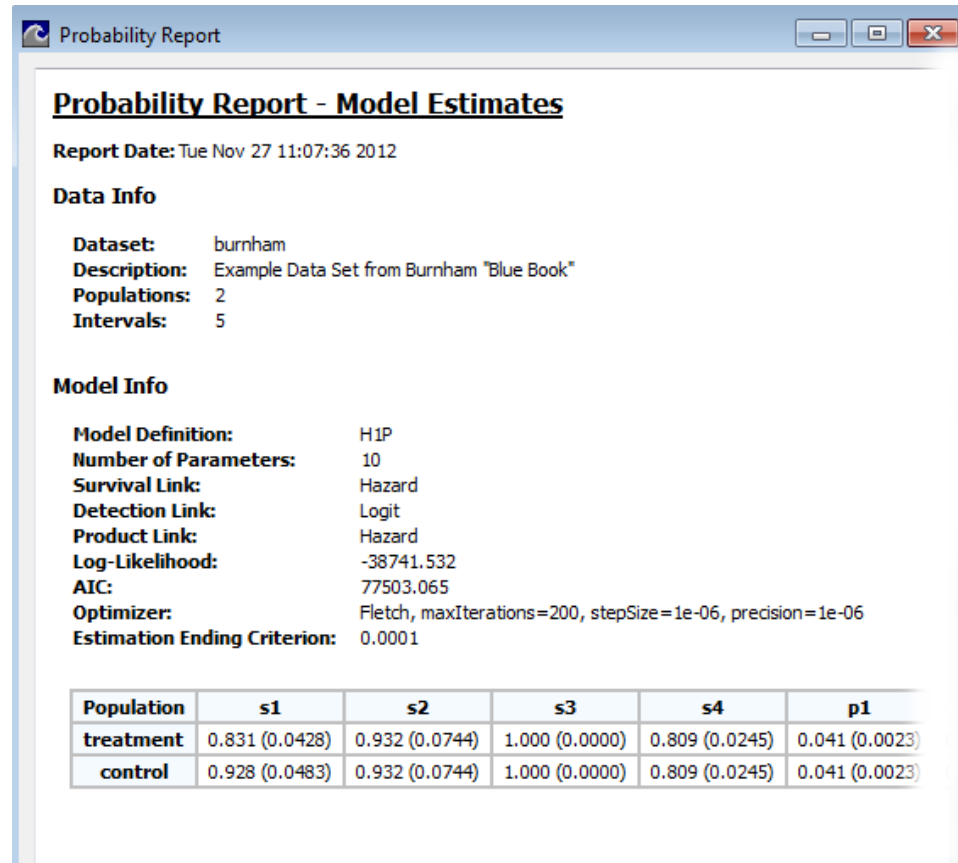 Probability Report
Probability Report - Model Estimates
Report Date: Tue Nov 27 11:07:36 2012
Data Info
Dataset: burnham
Description: Example Data Set from Burnham "Blue Book"
Populations: 2
Intervals: 5
Model Info
Model Definition: H1P
Number of Parameters: 10
Survival Link: Hazard
Detection Link: Logit
Product Link: Hazard
Log-Likelihood: -38741.532
AIC: 77503.065
Optimizer: Fletch, maxIterations=200, stepSize=1e-06, precision=1e-06
Estimation Ending Criterion: 0.0001
Population s1 s2 s3 s4 p1
treatment 0.831 (0.0428) 0.932 (0.0744) 1.000 (0.0000) 0.809 (0.0245) 0.041 (0.0023)
control 0.928 (0.0483) 0.932 (0.0744) 1.000 (0.0000) 0.809 (0.0245) 0.041 (0.0023)